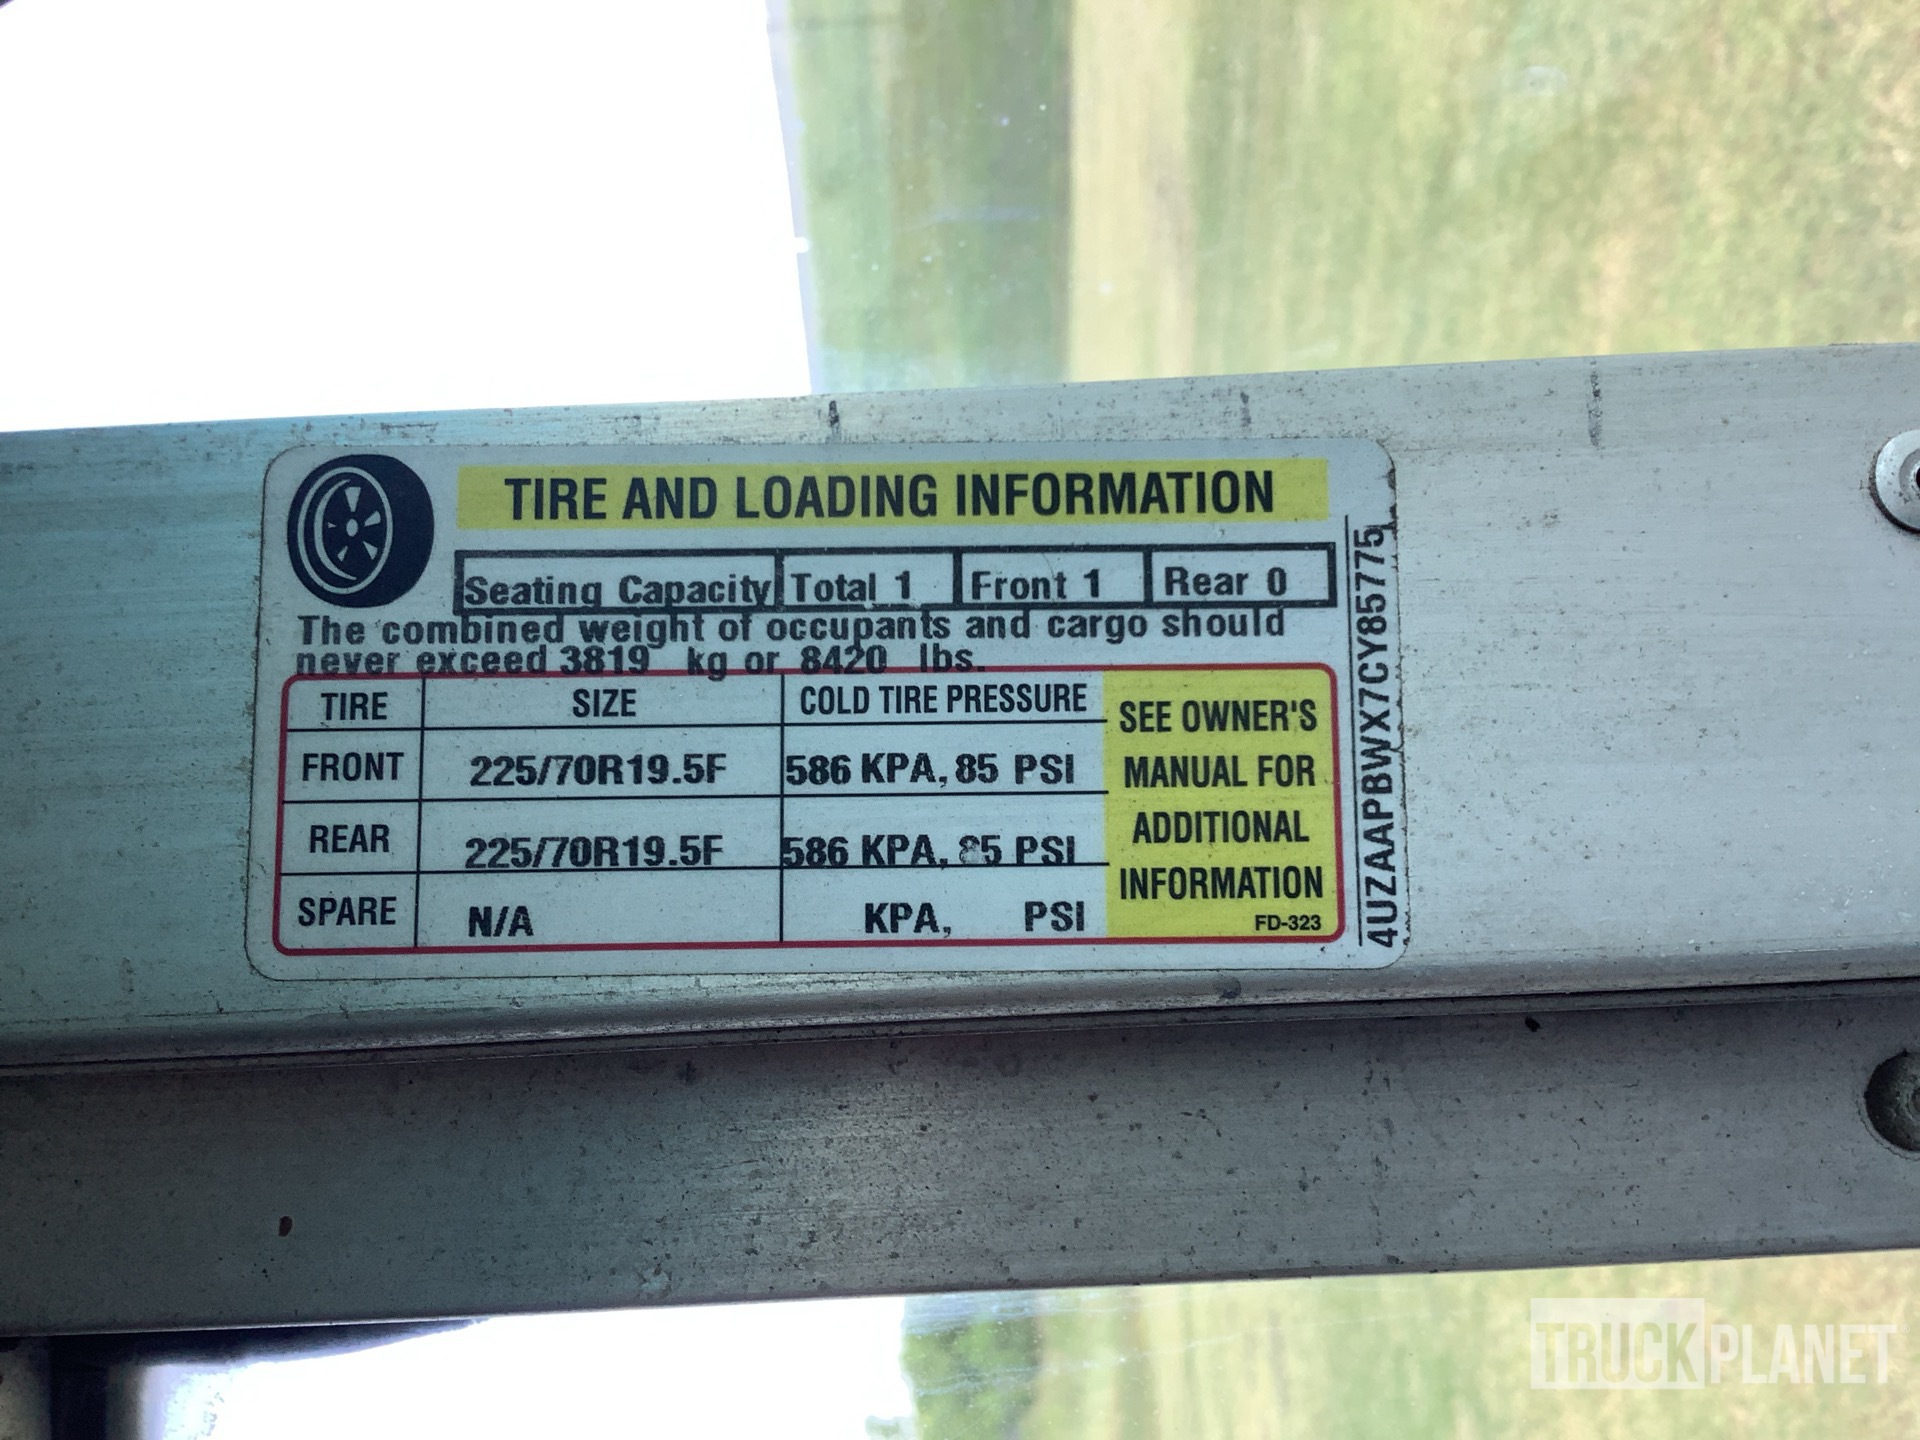 TIRE AND LOADING INFORMATION
Seating Capacity Total 1 Front 1 Rear 0
The combined weight of occupants and cargo should
never exceed 3819 kg or 8420 lbs.
TIRE SIZE COLD TIRE PRESSURE
FRONT 225/70R19.5F 586 KPA, 85 PSI
REAR 225/70R19.5F 586 KPA, 85 PSI
SPARE N/A KPA, PSI
SEE OWNER'S
MANUAL FOR
ADDITIONAL
INFORMATION
FD-323
4UZAAPBWX7CY85775
TRUCKPLANET